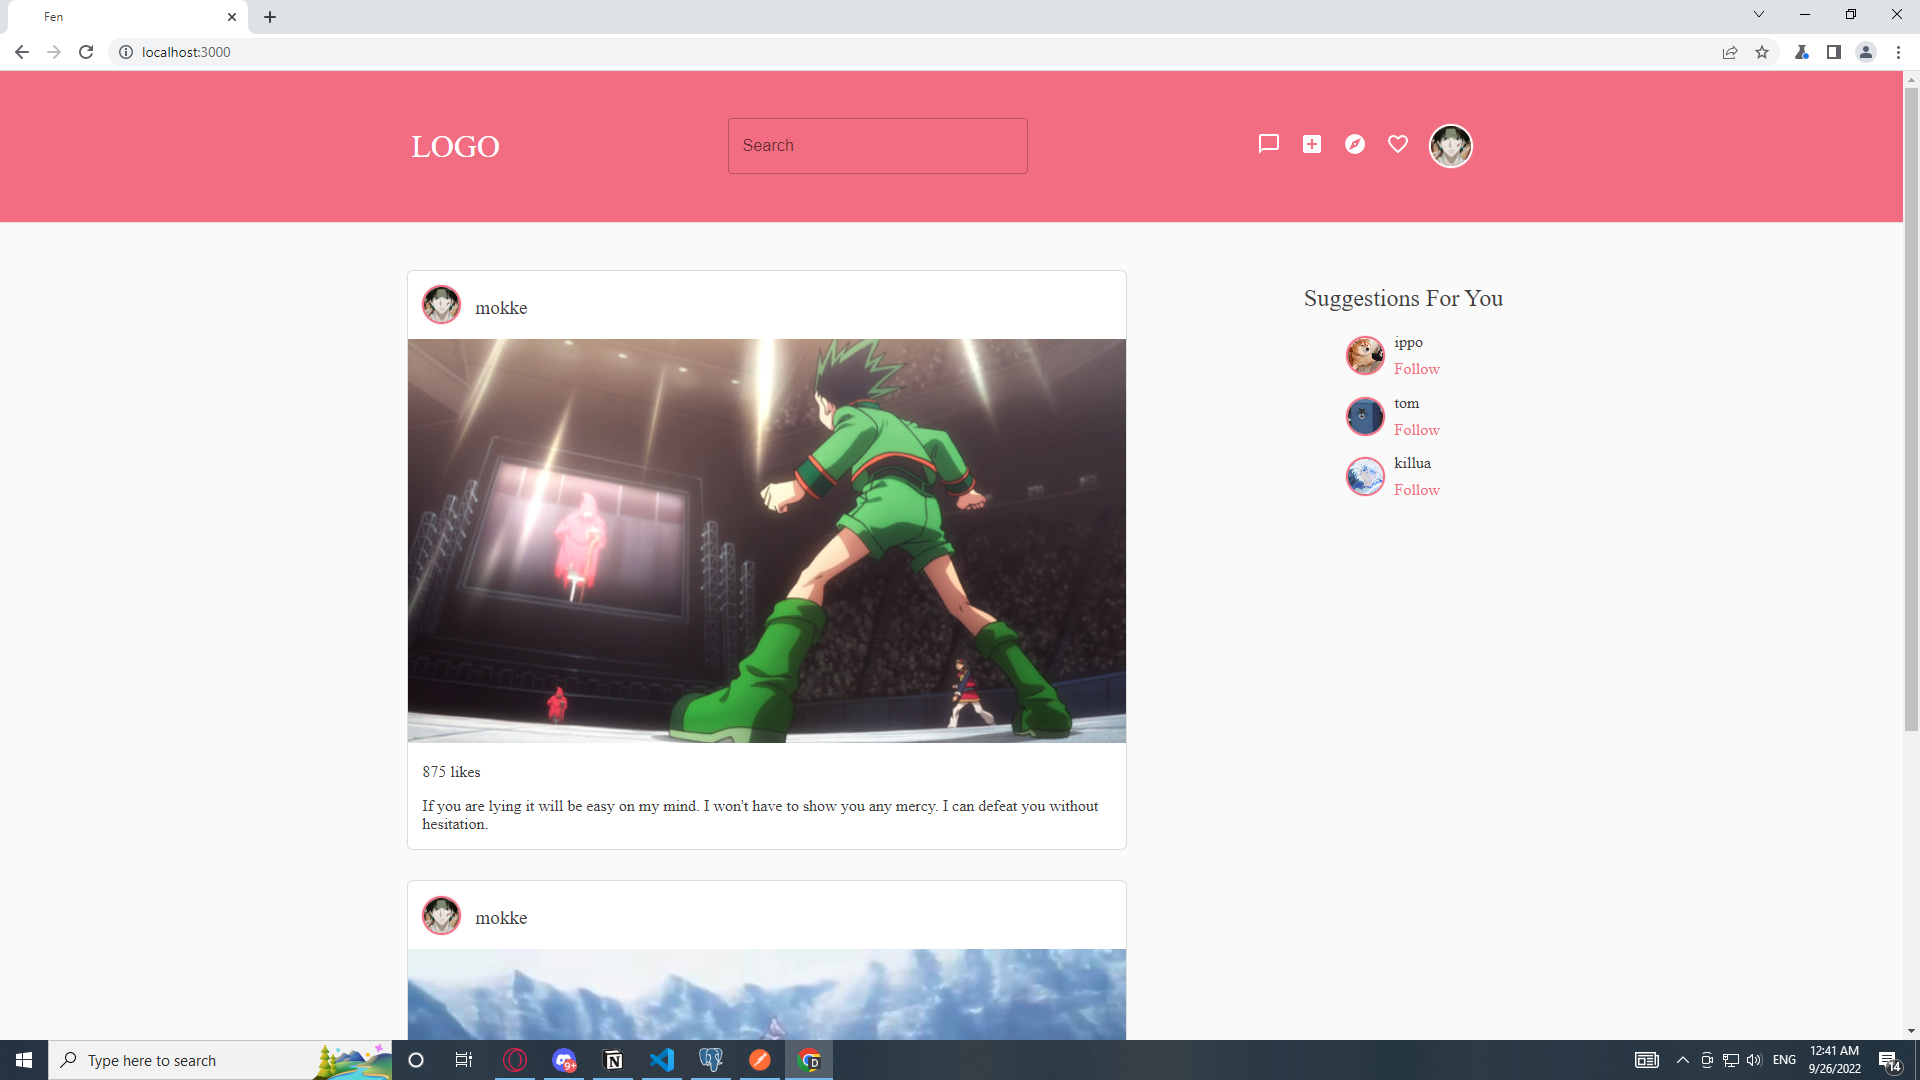 Fen
localhost:3000
LOGO
Search
mokke
Suggestions For You
ippo
Follow
tom
Follow
killua
Follow
875 likes
If you are lying it will be easy on my mind. I won't have to show you any mercy. I can defeat you without
hesitation.
mokke
Type here to search
9+
N
D
ENG
12:41 AM
9/26/2022
14